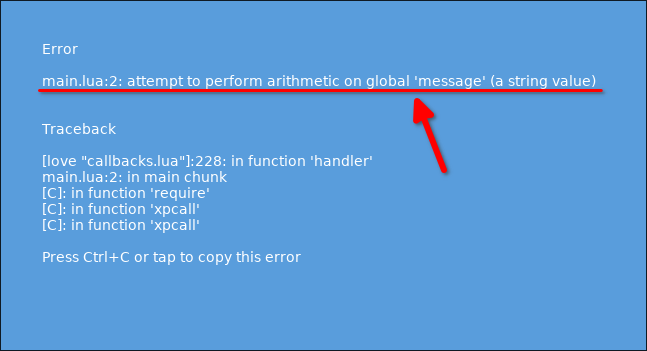 Error
main.lua:2: attempt to perform arithmetic on global 'message' (a string value)
Traceback
[love "callbacks.lua"]:228: in function 'handler'
main.lua:2: in main chunk
[C]: in function 'require'
[C]: in function 'xpcall'
[C]: in function 'xpcall'
Press Ctrl+C or tap to copy this error